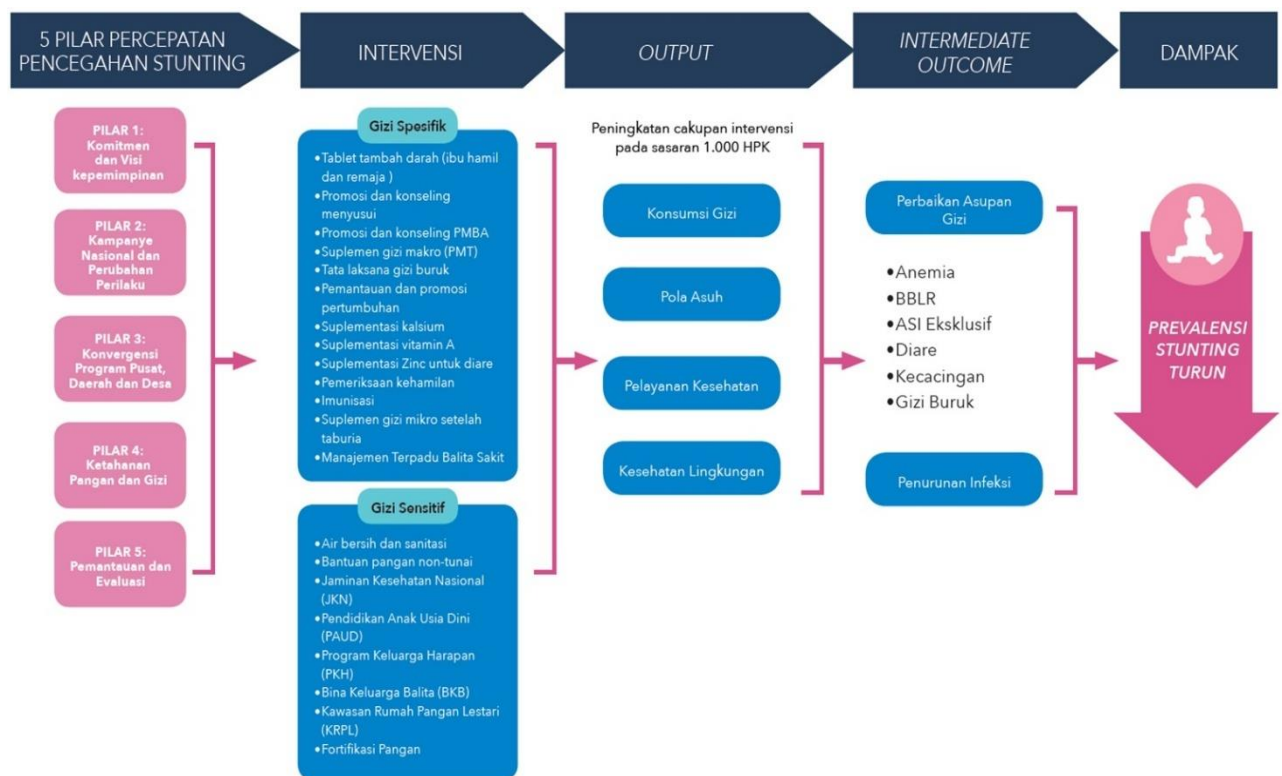 5 PILAR PERCEPATAN
PENCEGAHAN STUNTING
INTERVENSI
OUTPUT
INTERMEDIATE
OUTCOME
DAMPAK
PILAR 1:
Komitmen
dan Visi
kepemimpinan
PILAR 2:
Kampanye
Nasional dan
Perubahan
Perilaku
PILAR 3:
Konvergensi
Program Pusat,
Daerah dan Desa
PILAR 4:
Ketahanan
Pangan dan Gizi
PILAR 5:
Pemantauan dan
Evaluasi
Gizi Spesifik
•Tablet tambah darah (ibu hamil
dan remaja )
•Promosi dan konseling
menyusui
•Promosi dan konseling PMBA
•Suplemen gizi makro (PMT)
•Tata laksana gizi buruk
•Pemantauan dan promosi
pertumbuhan
•Suplementasi kalsium
•Suplementasi vitamin A
•Suplementasi Zinc untuk diare
•Pemeriksaan kehamilan
•Imunisasi
•Suplemen gizi mikro setelah
taburia
•Manajemen Terpadu Balita Sakit
Gizi Sensitif
•Air bersih dan sanitasi
•Bantuan pangan non-tunai
•Jaminan Kesehatan Nasional
(JKN)
•Pendidikan Anak Usia Dini
(PAUD)
•Program Keluarga Harapan
(PKH)
•Bina Keluarga Balita (BKB)
•Kawasan Rumah Pangan Lestari
(KRPL)
•Fortifikasi Pangan
Peningkatan cakupan intervensi
pada sasaran 1.000 HPK
Konsumsi Gizi
Pola Asuh
Pelayanan Kesehatan
Kesehatan Lingkungan
Perbaikan Asupan
Gizi
•Anemia
•BBLR
•ASI Eksklusif
•Diare
•Kecacingan
•Gizi Buruk
Penurunan Infeksi
PREVALENSI
STUNTING
TURUN